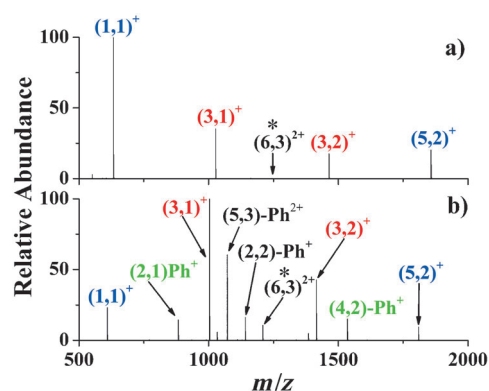 100
50
0
a)
(1,1)⁺
(3,1)⁺
*
(6,3)²⁺
(3,2)⁺
(5,2)⁺
Relative Abundance
100
50
0
b)
(3,1)⁺
(5,3)-Ph²⁺
(3,2)⁺
(2,1)Ph⁺
(2,2)-Ph⁺
*
(6,3)²⁺
(1,1)⁺
(4,2)-Ph⁺
(5,2)⁺
500 1000 1500 2000
m/z